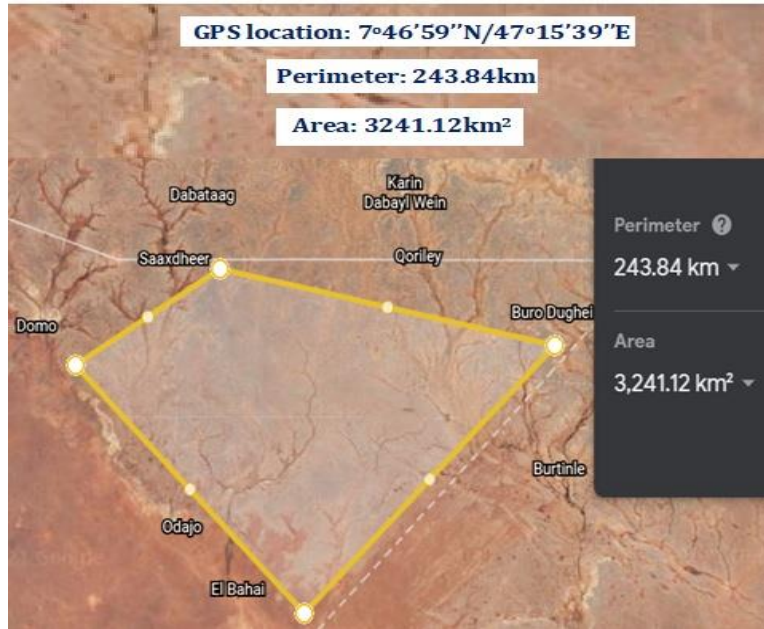 GPS location: 7º46′59″N/47º15′39″E
Perimeter: 243.84km
Area: 3241.12km²
Karin
Dabayl Wein
Dabataag
Saaxdheer
Qoriley
Perimeter ?
243.84 km
Buro Dughei
Domo
Area
3,241.12 km²
Burtinle
Odajo
El Bahai